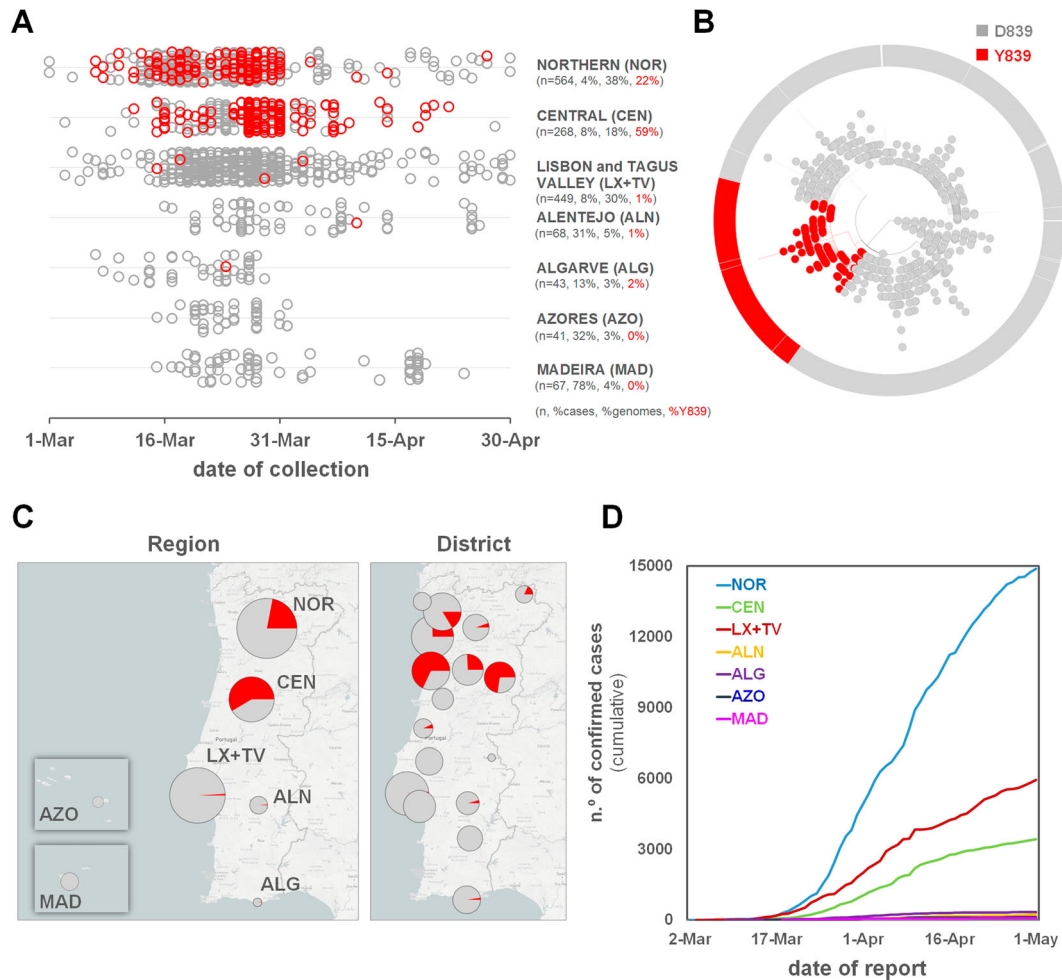 A
NORTHERN (NOR)
(n=564, 4%, 38%, 22%)
CENTRAL (CEN)
(n=268, 8%, 18%, 59%)
LISBON and TAGUS
VALLEY (LX+TV)
(n=449, 8%, 30%, 1%)
ALENTEJO (ALN)
(n=68, 31%, 5%, 1%)
ALGARVE (ALG)
(n=43, 13%, 3%, 2%)
AZORES (AZO)
(n=41, 32%, 3%, 0%)
MADEIRA (MAD)
(n=67, 78%, 4%, 0%)
(n, %cases, %genomes, %Y839)
1-Mar 16-Mar 31-Mar 15-Apr 30-Apr
date of collection
B
D839
Y839
C
Region
NOR
CEN
Portugal
LX+TV
ALN
AZO
MAD
ALG
District
Portugal
D
n.º of confirmed cases
(cumulative)
15000
12000
9000
6000
3000
0
NOR
CEN
LX+TV
ALN
ALG
AZO
MAD
2-Mar 17-Mar 1-Apr 16-Apr 1-May
date of report